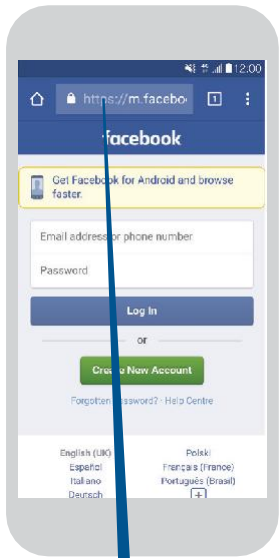 12:00
https://m.facebo
1
facebook
Get Facebook for Android and browse
faster.
Email address or phone number
Password
Log In
or
Create New Account
Forgotten password? · Help Centre
English (UK) Polski
Español Français (France)
Italiano Português (Brasil)
Deutsch